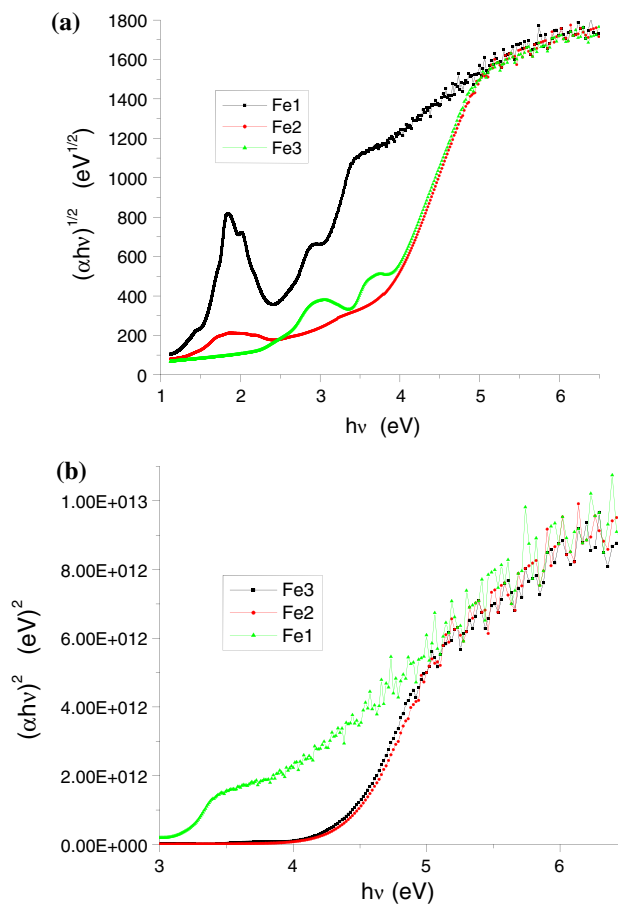 (a)
1800
1600
1400
1200
1000
800
600
400
200
0
(αhν)^1/2 (eV^1/2)
Fe1
Fe2
Fe3
1 2 3 4 5 6
hν (eV)
(b)
1.00E+013
8.00E+012
6.00E+012
4.00E+012
2.00E+012
0.00E+000
(αhν)^2 (eV)^2
Fe3
Fe2
Fe1
3 4 5 6
hν (eV)